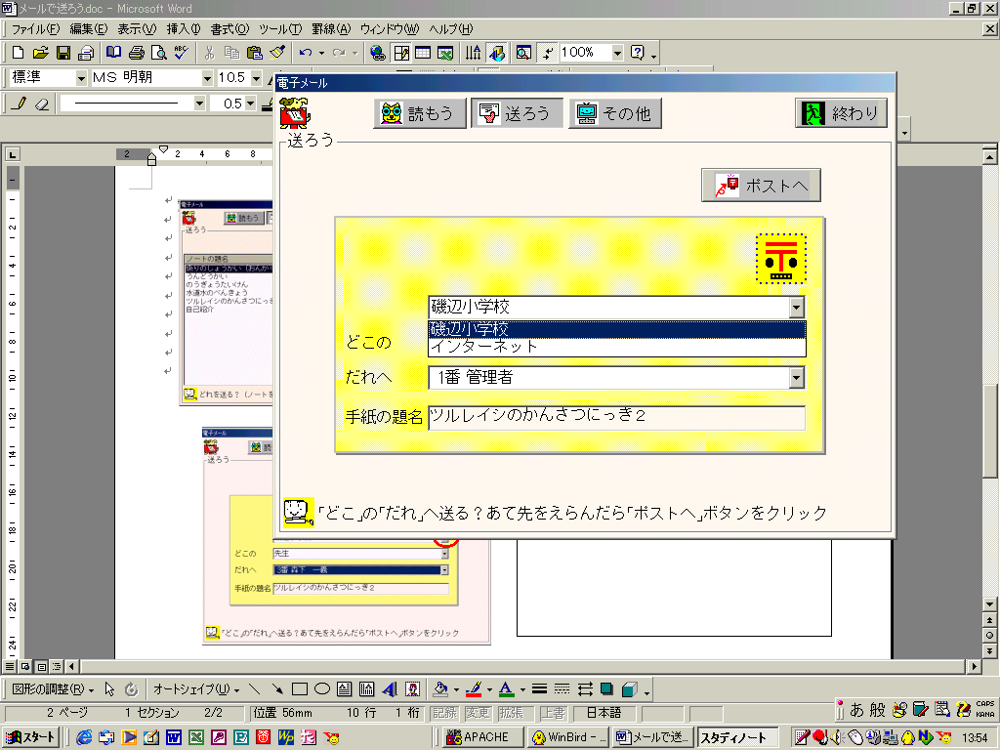 メールで送ろう.doc - Microsoft Word
ファイル(F) 編集(E) 表示(V) 挿入(I) 書式(O) ツール(T) 罫線(A) ウィンドウ(W) ヘルプ(H)
100%
標準 MS 明朝 10.5
0.5
電子メール
読もう 送ろう その他 終わり
送ろう
ポストへ
磯辺小学校
磯辺小学校
インターネット
どこの
だれへ 1番 管理者
手紙の題名 ツルレイシのかんさつにっき2
「どこ」の「だれ」へ送る?あて先をえらんだら「ポストへ」ボタンをクリック
2 2 4 6 8
電子メール
読もう
送ろう
ノートの題名
うんどうかい
のうぎょうたいけん
水道水のべんきょう
ツルレイシのかんさつにっき
自己紹介
どれを送る?(ノートを
電子メール
読
送ろう
どこの 先生
だれへ 3番 森下 一義
手紙の題名 ツルレイシのかんさつにっき2
「どこ」の「だれ」へ送る?あて先をえらんだら「ポストへ」ボタンをクリック
図形の調整(R) オートシェイプ(U)
2 ページ 1 セクション 2/2 位置 56mm 10 行 1 桁 記録 変更 拡張 上書 日本語
あ 般 CAPS KANA
スタート APACHE WinBird - ... メールで送... スタディノート 13:54